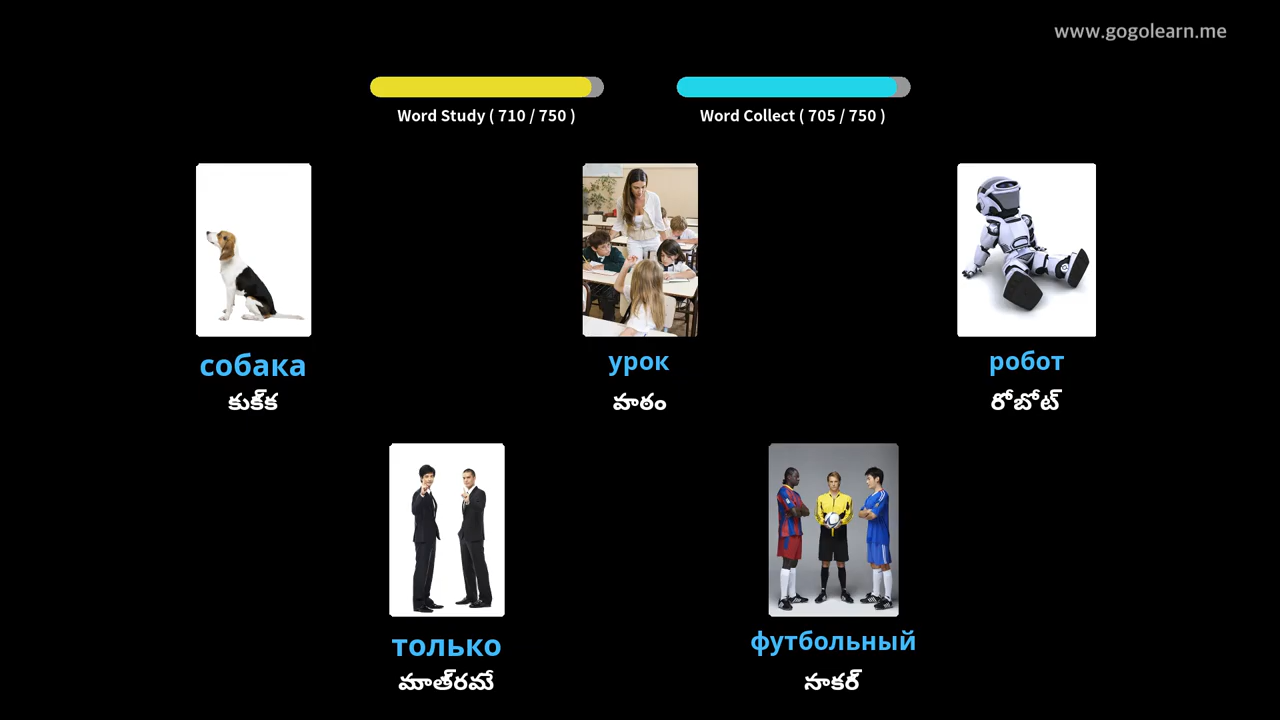 www.gogolearn.me
Word Study ( 710 / 750 )
Word Collect ( 705 / 750 )
собака
కుక్క
урок
పాఠం
робот
రోబోట్
только
మాత్రమే
футбольный
సాకర్